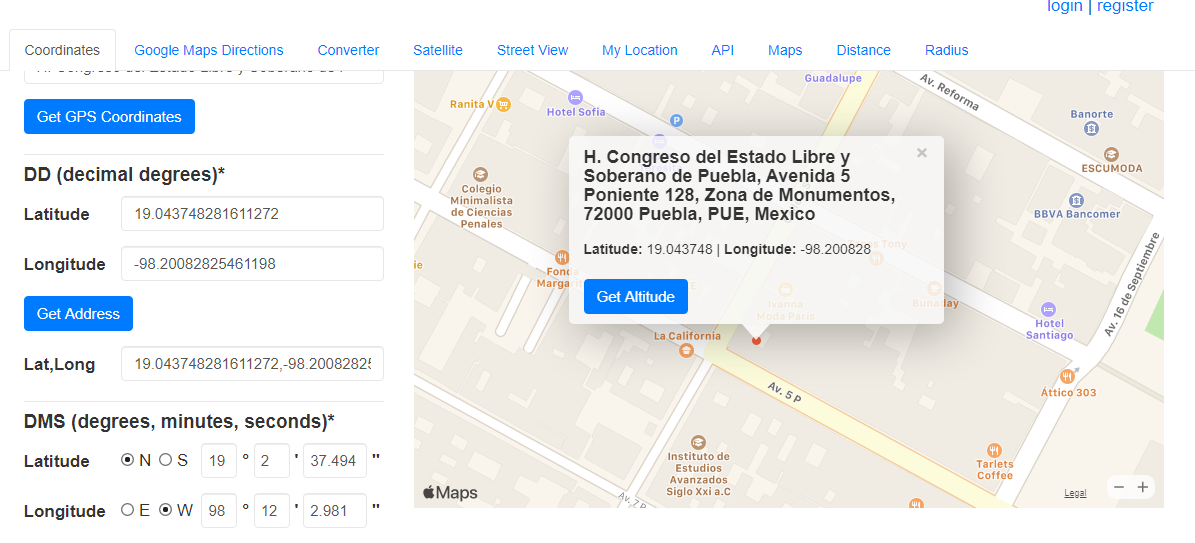 login | register
Coordinates
Google Maps Directions
Converter
Satellite
Street View
My Location
API
Maps
Distance
Radius
Get GPS Coordinates
DD (decimal degrees)*
Latitude 19.043748281611272
Longitude -98.20082825461198
Get Address
Lat,Long 19.043748281611272,-98.20082825
DMS (degrees, minutes, seconds)*
Latitude N S 19 ° 2 ' 37.494 "
Longitude E W 98 ° 12 ' 2.981 "
Guadalupe
Av. Reforma
Ranita V
Hotel Sofia
P
Banorte
ESCUMODA
Colegio
Minimalista
de Ciencias
Penales
BBVA Bancomer
H. Congreso del Estado Libre y
Soberano de Puebla, Avenida 5
Poniente 128, Zona de Monumentos,
72000 Puebla, PUE, Mexico
×
Latitude: 19.043748 | Longitude: -98.200828
Get Altitude
Tony
Fonda
Margar
Ivanna
Moda Paris
Bunaday
Av. 16 de Septiembre
Hotel
Santiago
La California
Av. 5 P
Ático 303
Instituto de
Estudios
Avanzados
Siglo Xxi a.C
Tarlets
Coffee
Av. 7 P
Maps
Legal
− +